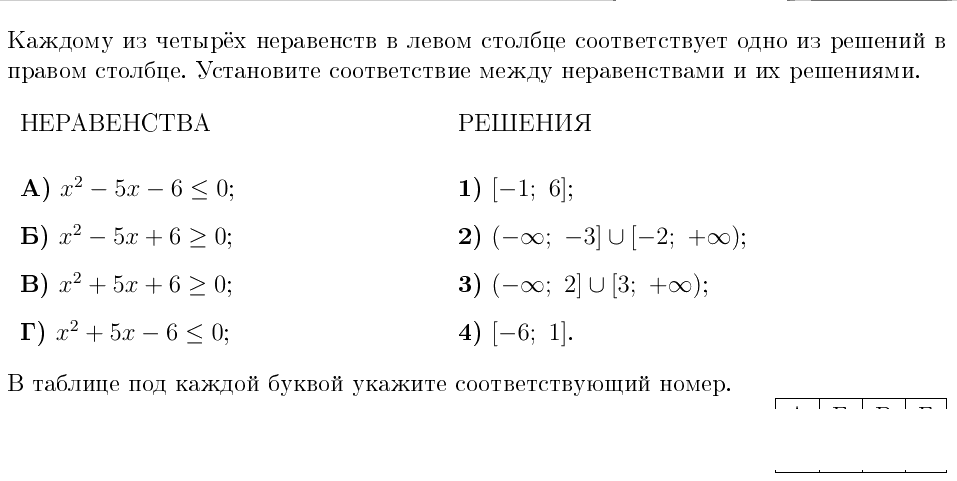 Каждому из четырёх неравенств в левом столбце соответствует одно из решений в
правом столбце. Установите соответствие между неравенствами и их решениями.
НЕРАВЕНСТВА
РЕШЕНИЯ
А) x² − 5x − 6 ≤ 0;
1) [−1; 6];
Б) x² − 5x + 6 ≥ 0;
2) (−∞; −3] ∪ [−2; +∞);
В) x² + 5x + 6 ≥ 0;
3) (−∞; 2] ∪ [3; +∞);
Г) x² + 5x − 6 ≤ 0;
4) [−6; 1].
В таблице под каждой буквой укажите соответствующий номер.